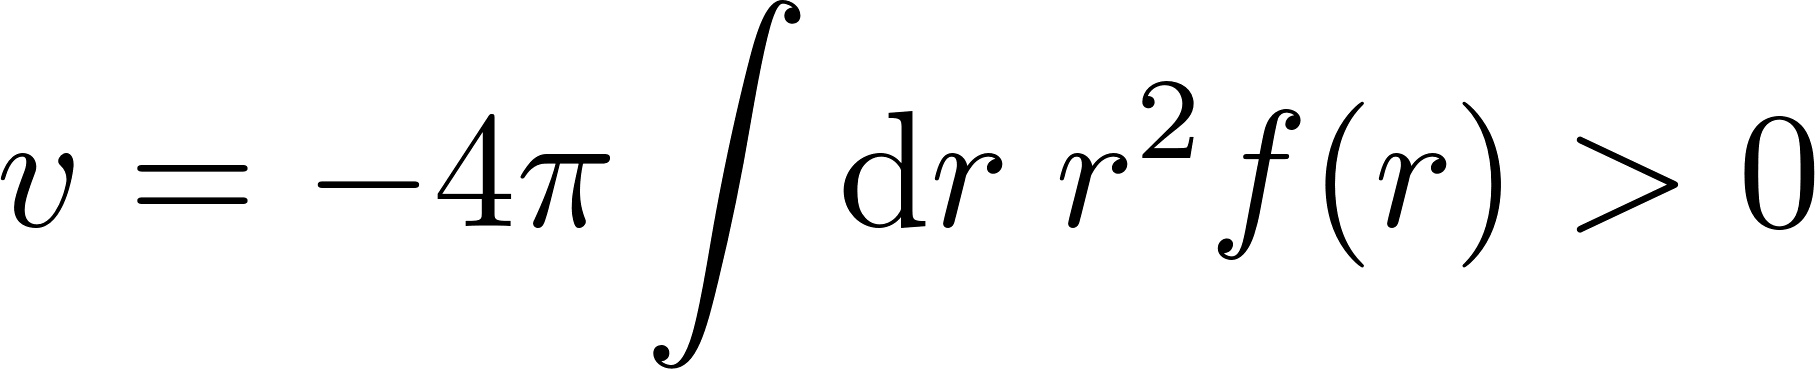 v = −4π ∫ dr r² f(r) > 0